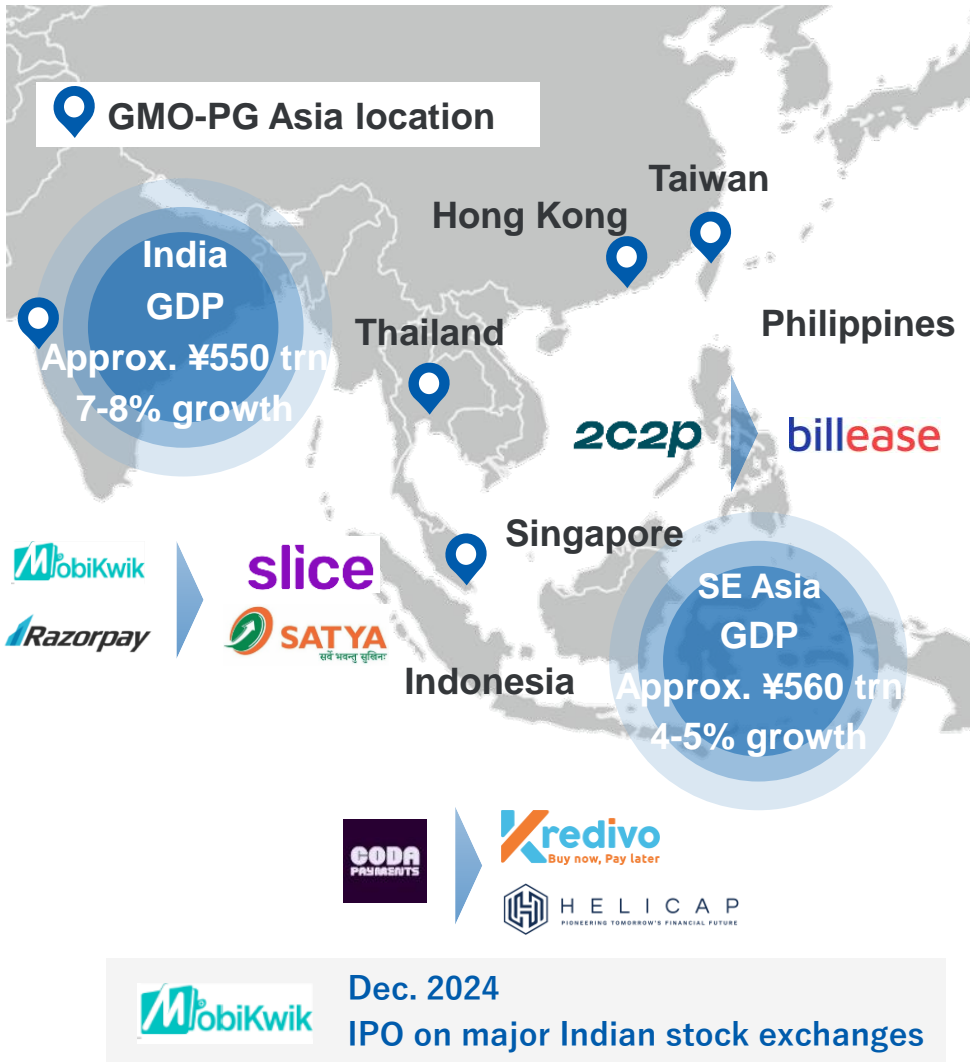 GMO-PG Asia location
Taiwan
Hong Kong
India
GDP
Approx. ¥550 trn
7-8% growth
Thailand
Philippines
2c2p
billease
Singapore
MobiKwik
slice
Razorpay
SATYA
सर्वे भवन्तु सुखिनः
SE Asia
GDP
Approx. ¥560 trn
4-5% growth
Indonesia
CODA
PAYMENTS
Kredivo
Buy now, Pay later
HELICAP
PIONEERING TOMORROW'S FINANCIAL FUTURE
MobiKwik
Dec. 2024
IPO on major Indian stock exchanges